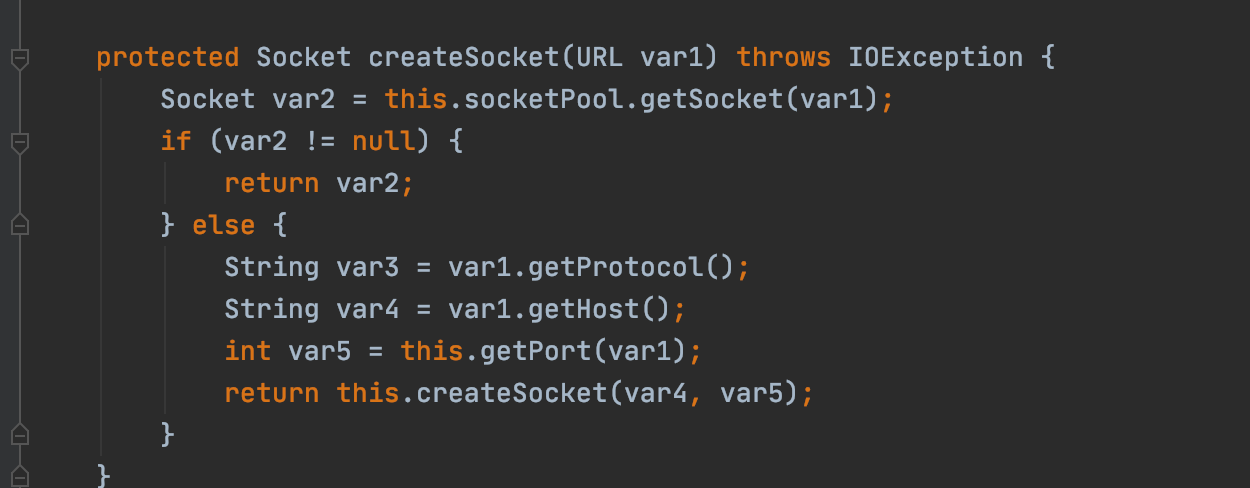 protected Socket createSocket(URL var1) throws IOException {
    Socket var2 = this.socketPool.getSocket(var1);
    if (var2 != null) {
        return var2;
    } else {
        String var3 = var1.getProtocol();
        String var4 = var1.getHost();
        int var5 = this.getPort(var1);
        return this.createSocket(var4, var5);
    }
}